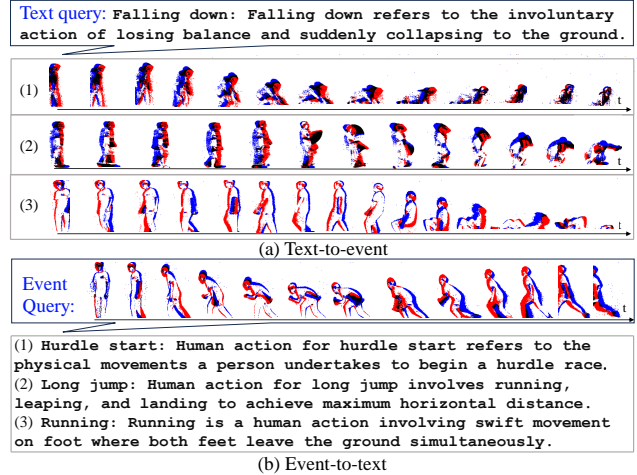 Text query: Falling down: Falling down refers to the involuntary
action of losing balance and suddenly collapsing to the ground.
(1)
t
(2)
t
(3)
t
(a) Text-to-event
Event
Query:
t
(1) Hurdle start: Human action for hurdle start refers to the
physical movements a person undertakes to begin a hurdle race.
(2) Long jump: Human action for long jump involves running,
leaping, and landing to achieve maximum horizontal distance.
(3) Running: Running is a human action involving swift movement
on foot where both feet leave the ground simultaneously.
(b) Event-to-text